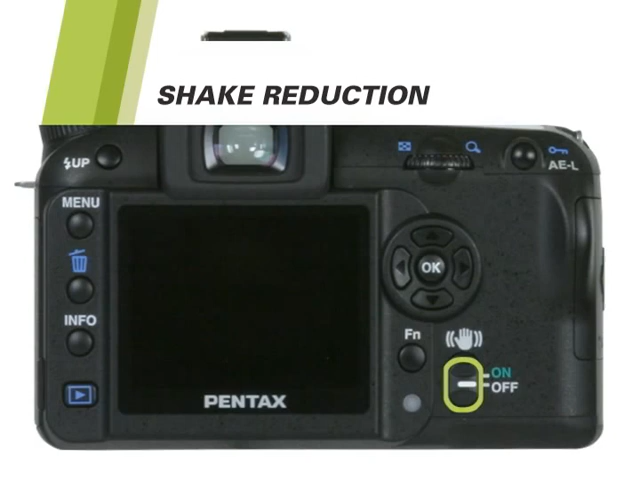 SHAKE REDUCTION
UP
AE-L
MENU
OK
INFO
Fn
ON
OFF
PENTAX